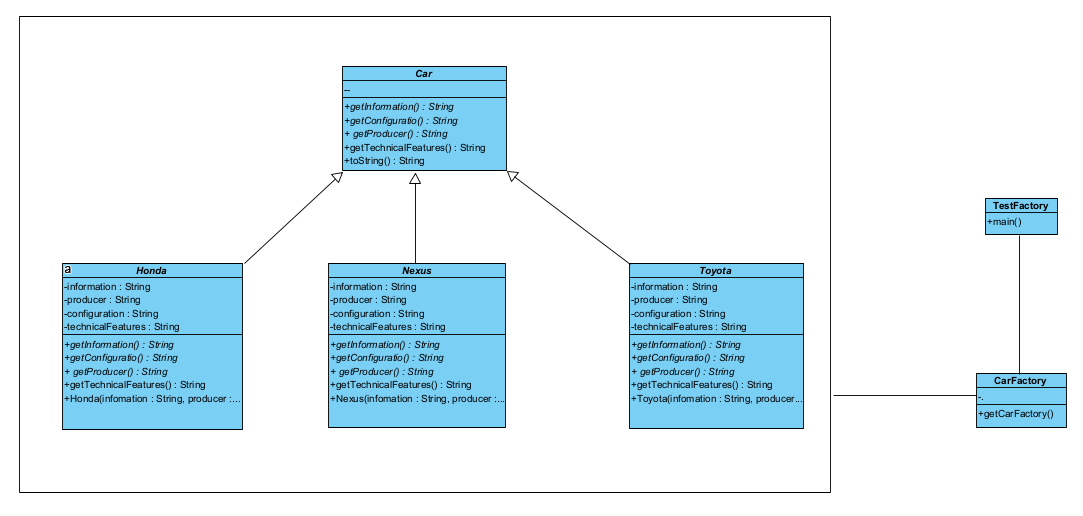 Car
--
+getInformation() : String
+getConfiguratio() : String
+ getProducer() : String
+getTechnicalFeatures() : String
+toString() : String
TestFactory
+main()
a
Honda
-information : String
-producer : String
-configuration : String
-technicalFeatures : String
+getInformation() : String
+getConfiguratio() : String
+ getProducer() : String
+getTechnicalFeatures() : String
+Honda(infomation : String, producer :...
Nexus
-information : String
-producer : String
-configuration : String
-technicalFeatures : String
+getInformation() : String
+getConfiguratio() : String
+ getProducer() : String
+getTechnicalFeatures() : String
+Nexus(infomation : String, producer :...
Toyota
-information : String
-producer : String
-configuration : String
-technicalFeatures : String
+getInformation() : String
+getConfiguratio() : String
+ getProducer() : String
+getTechnicalFeatures() : String
+Toyota(infomation : String, producer...
CarFactory
-.
+getCarFactory()